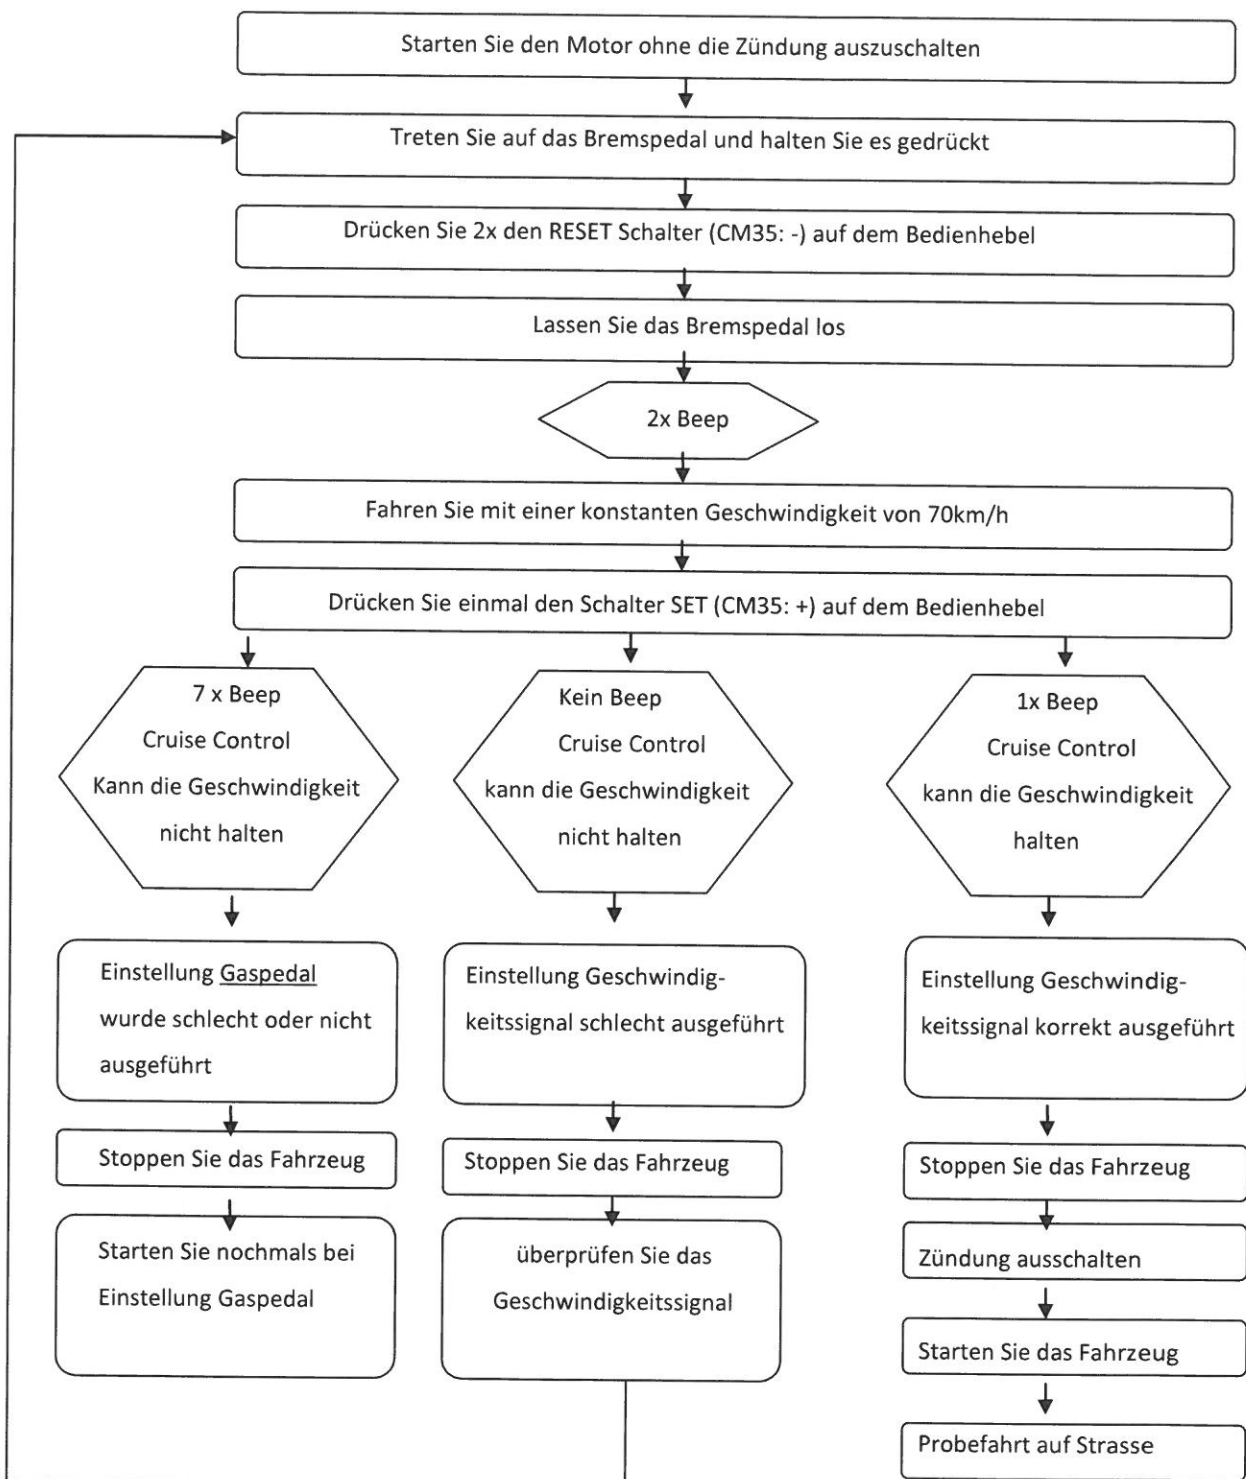 Starten Sie den Motor ohne die Zündung auszuschalten
Treten Sie auf das Bremspedal und halten Sie es gedrückt
Drücken Sie 2x den RESET Schalter (CM35: -) auf dem Bedienhebel
Lassen Sie das Bremspedal los
2x Beep
Fahren Sie mit einer konstanten Geschwindigkeit von 70km/h
Drücken Sie einmal den Schalter SET (CM35: +) auf dem Bedienhebel
7 x Beep
Cruise Control
Kann die Geschwindigkeit
nicht halten
Kein Beep
Cruise Control
kann die Geschwindigkeit
nicht halten
1x Beep
Cruise Control
kann die Geschwindigkeit
halten
Einstellung Gaspedal
wurde schlecht oder nicht
ausgeführt
Einstellung Geschwindig-
keitssignal schlecht ausgeführt
Einstellung Geschwindig-
keitssignal korrekt ausgeführt
Stoppen Sie das Fahrzeug
Stoppen Sie das Fahrzeug
Stoppen Sie das Fahrzeug
Starten Sie nochmals bei
Einstellung Gaspedal
überprüfen Sie das
Geschwindigkeitssignal
Zündung ausschalten
Starten Sie das Fahrzeug
Probefahrt auf Strasse